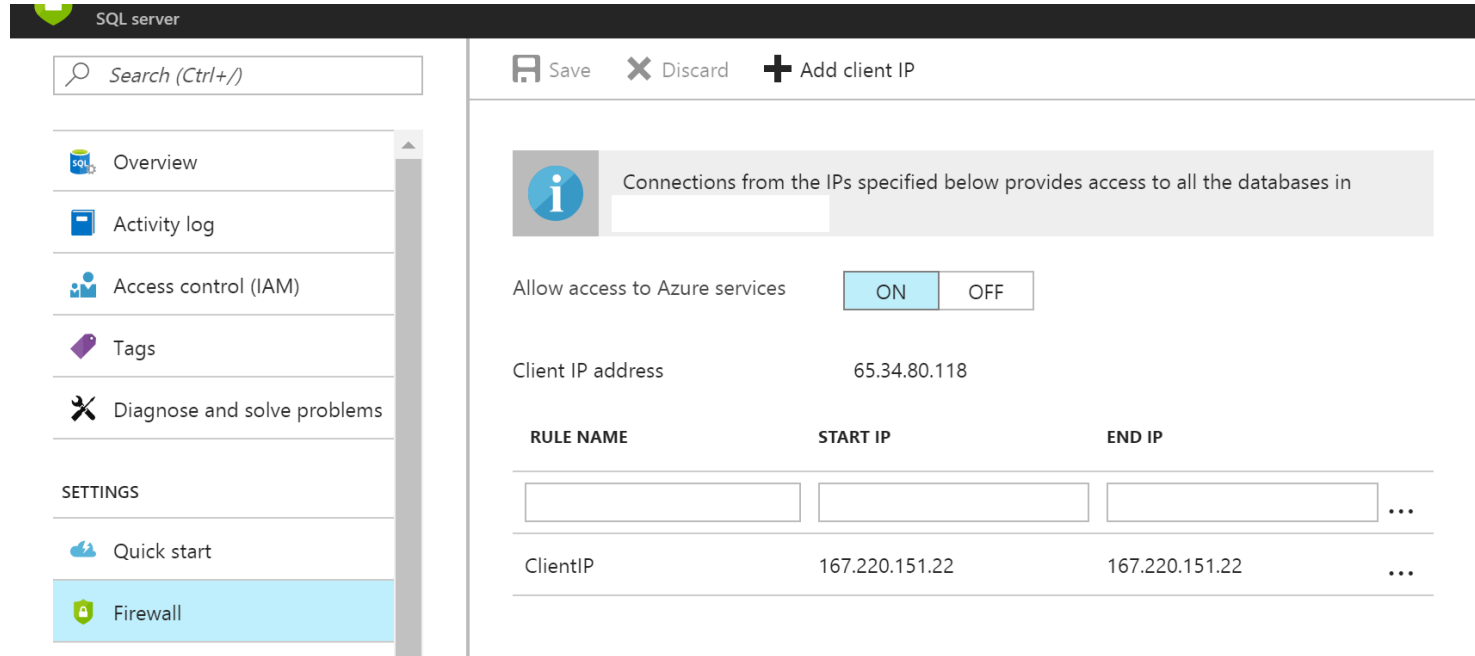 SQL server
Search (Ctrl+/)
Overview
Activity log
Access control (IAM)
Tags
Diagnose and solve problems
SETTINGS
Quick start
Firewall
Save Discard Add client IP
Connections from the IPs specified below provides access to all the databases in
Allow access to Azure services ON OFF
Client IP address 65.34.80.118
RULE NAME START IP END IP
...
ClientIP 167.220.151.22 167.220.151.22 ...